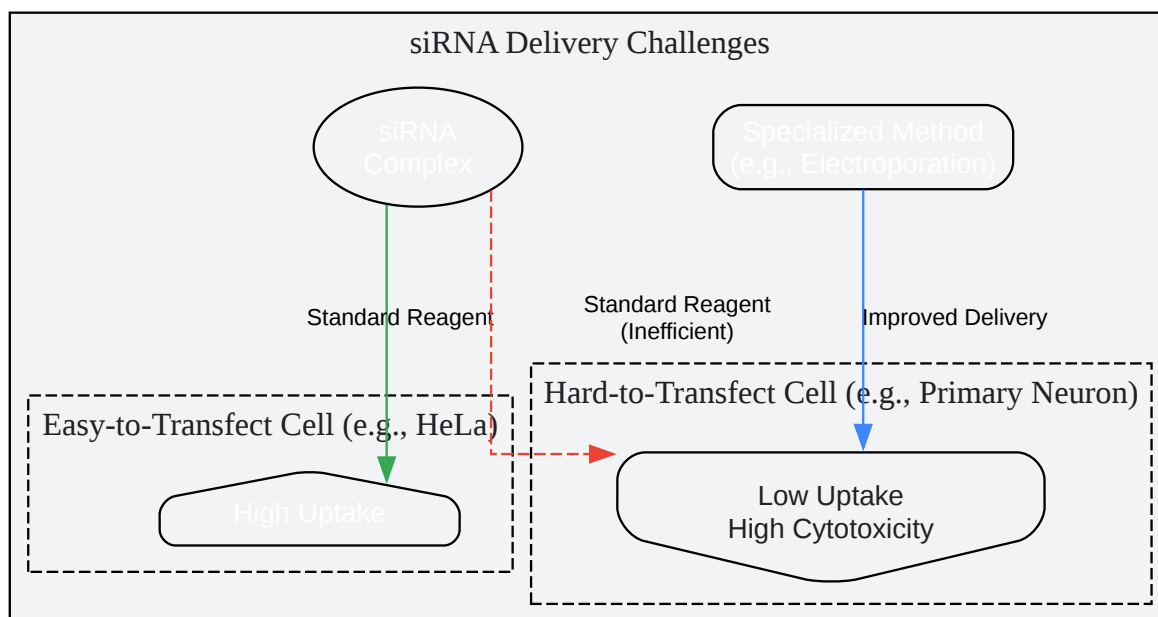 siRNA Delivery Challenges
siRNA
Complex
Specialized Method
(e.g., Electroporation)
Standard Reagent
Standard Reagent
(Inefficient)
Improved Delivery
Easy-to-Transfect Cell (e.g., HeLa)
High Uptake
Hard-to-Transfect Cell (e.g., Primary Neuron)
Low Uptake
High Cytotoxicity